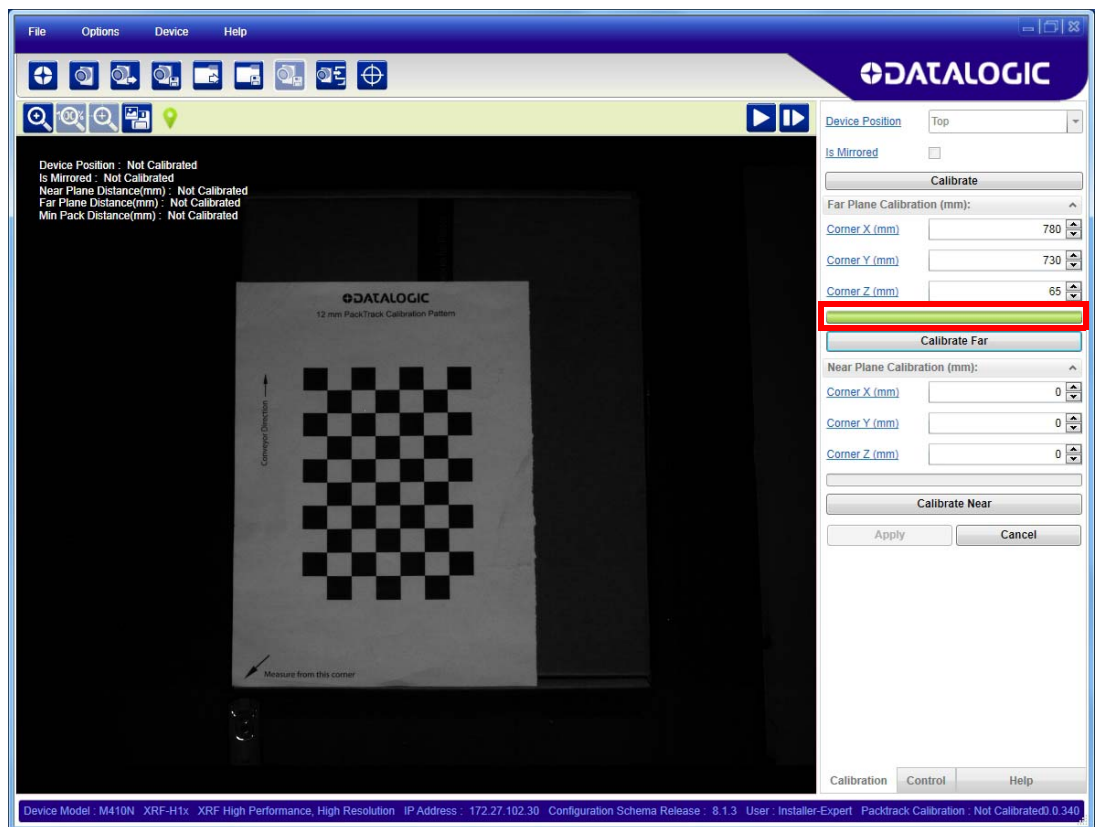 File Options Device Help
DATALOGIC
100%
Device Position Top
Is Mirrored
Calibrate
Far Plane Calibration (mm):
Corner X (mm) 780
Corner Y (mm) 730
Corner Z (mm) 65
Calibrate Far
Near Plane Calibration (mm):
Corner X (mm) 0
Corner Y (mm) 0
Corner Z (mm) 0
Calibrate Near
Apply Cancel
Device Position : Not Calibrated
Is Mirrored : Not Calibrated
Near Plane Distance(mm) : Not Calibrated
Far Plane Distance(mm) : Not Calibrated
Min Pack Distance(mm) : Not Calibrated
DATALOGIC
12 mm PackTrack Calibration Pattern
Conveyor Direction
Measure from this corner
Calibration Control Help
Device Model : M410N XRF-H1x XRF High Performance, High Resolution IP Address : 172.27.102.30 Configuration Schema Release : 8.1.3 User : Installer-Expert Packtrack Calibration : Not Calibrated0.0.340